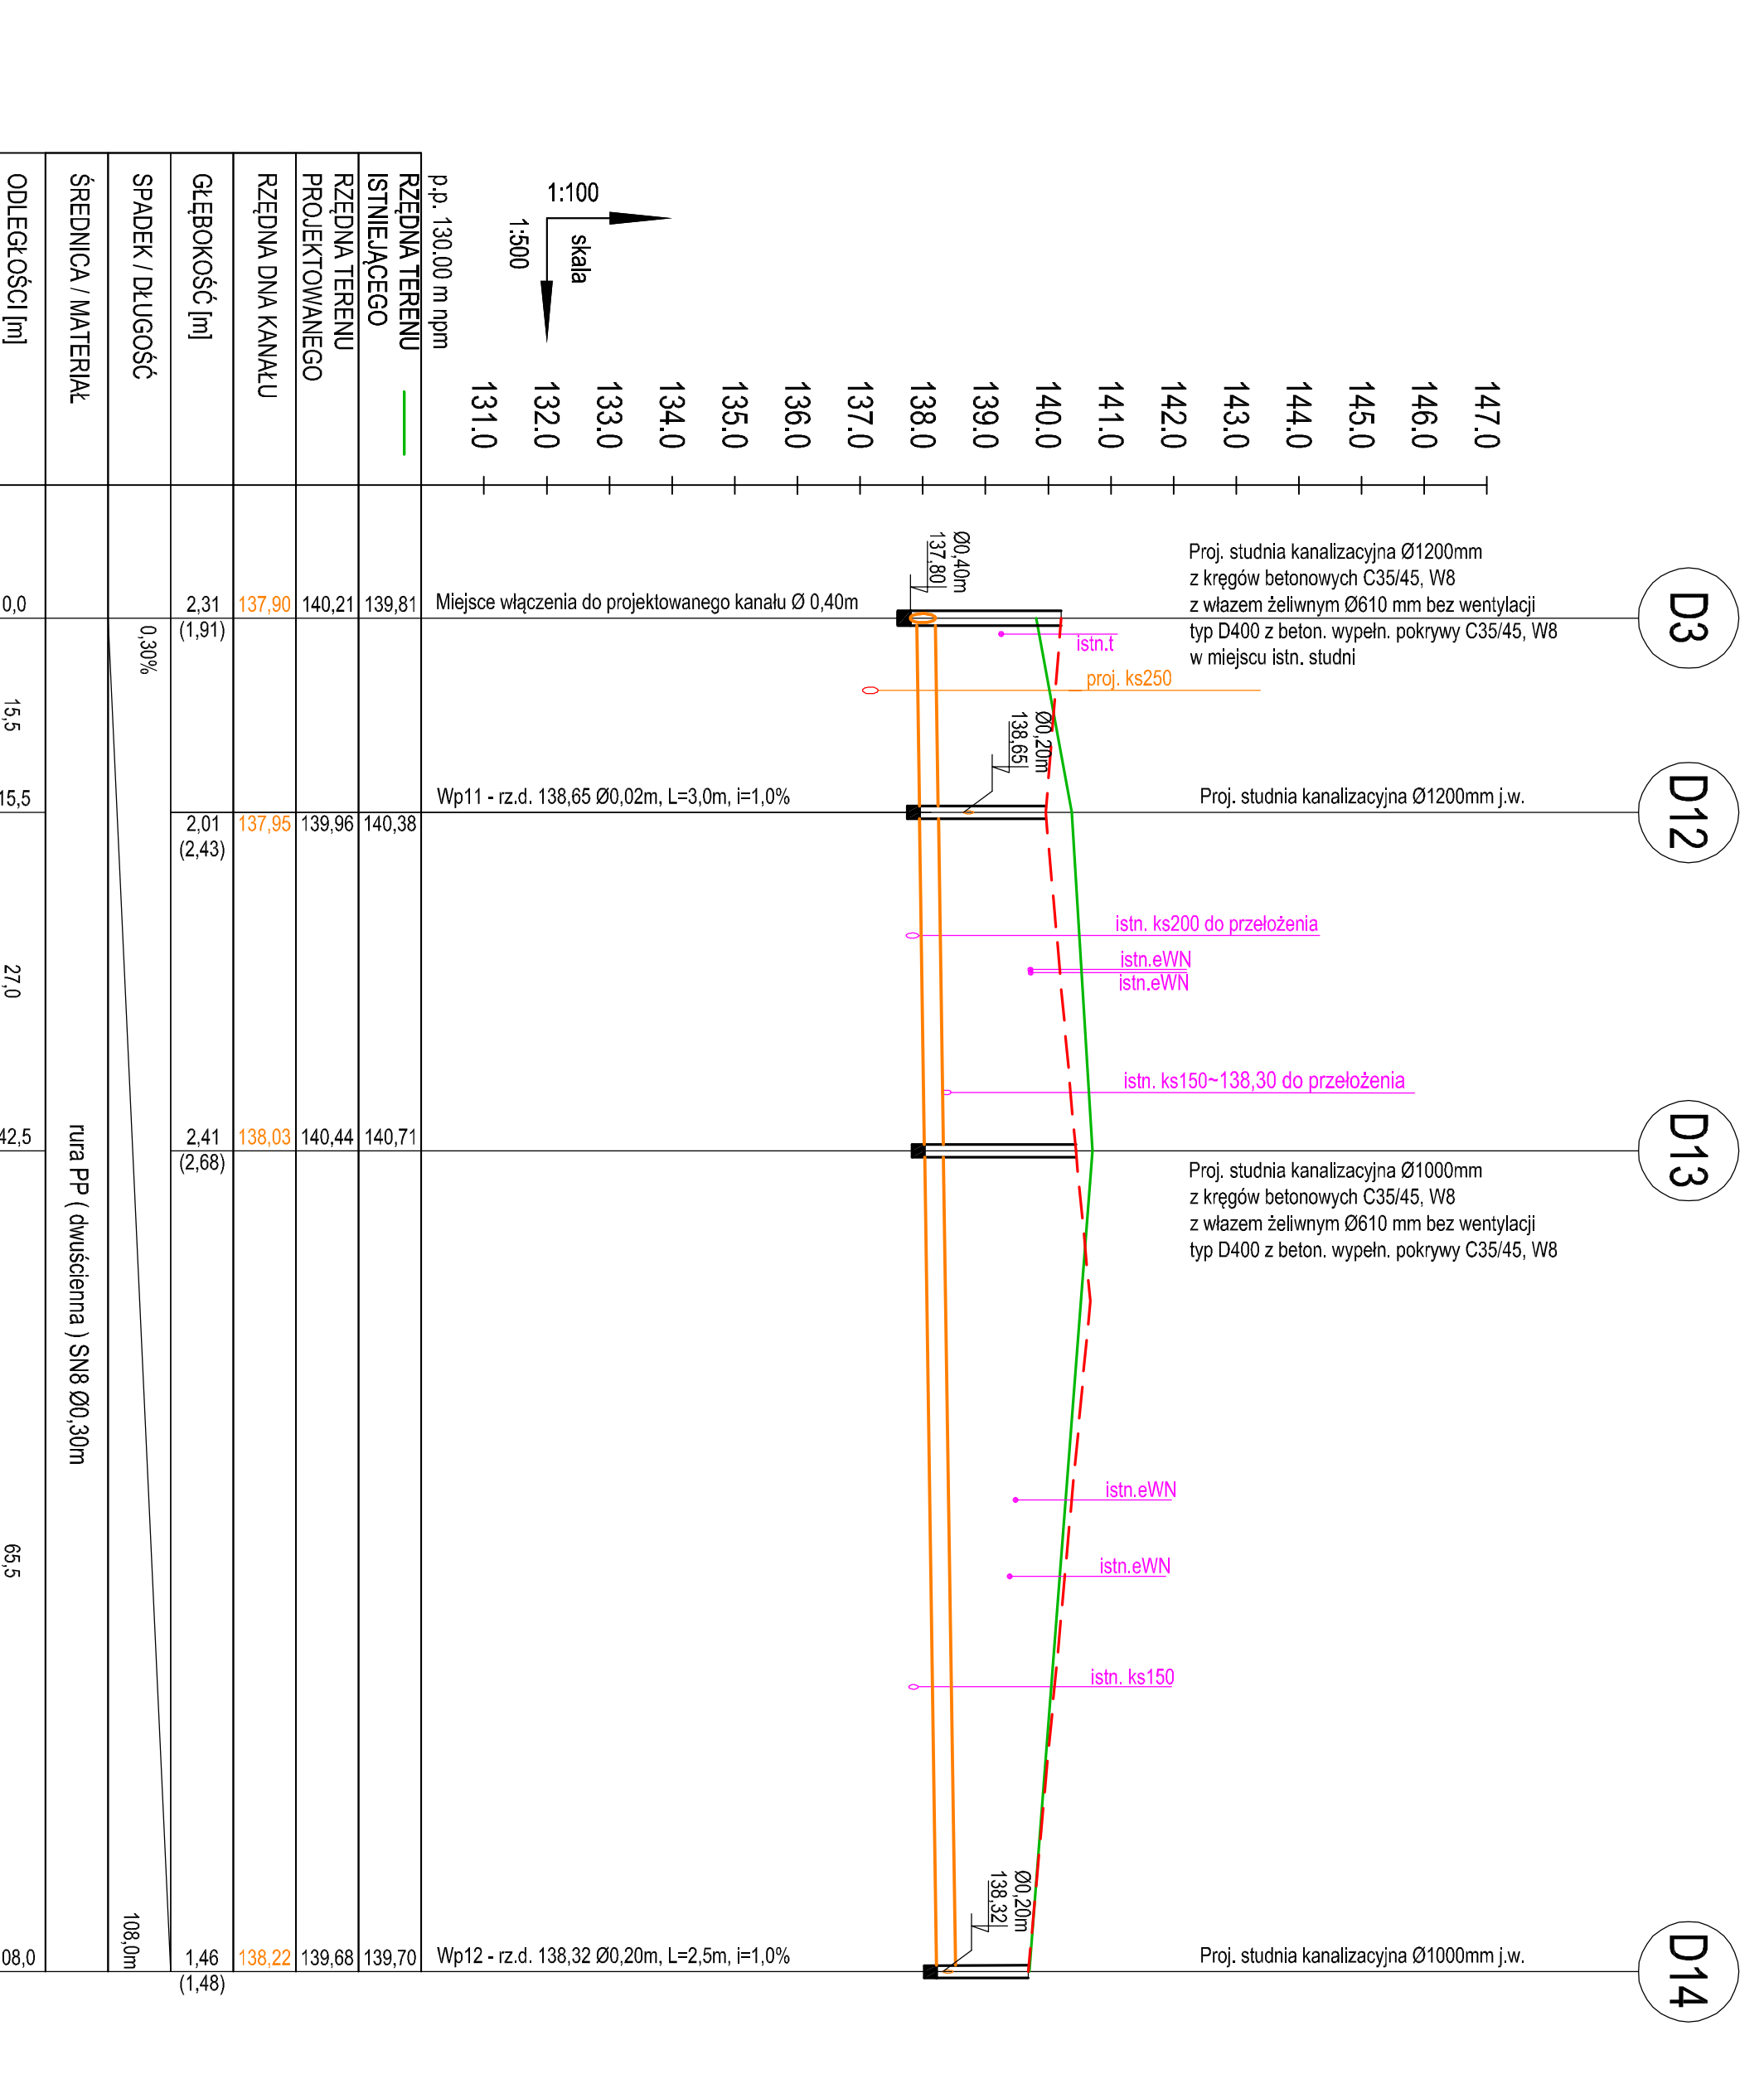 D3
D12
D13
D14
Proj. studnia kanalizacyjna Ø1200mm
z kręgów betonowych C35/45, W8
z włazem żeliwnym Ø610 mm bez wentylacji
typ D400 z beton. wypełn. pokrywy C35/45, W8
w miejscu istn. studni
Proj. studnia kanalizacyjna Ø1200mm j.w.
Proj. studnia kanalizacyjna Ø1000mm
z kręgów betonowych C35/45, W8
z włazem żeliwnym Ø610 mm bez wentylacji
typ D400 z beton. wypełn. pokrywy C35/45, W8
Proj. studnia kanalizacyjna Ø1000mm j.w.
147.0
146.0
145.0
144.0
143.0
142.0
141.0
140.0
139.0
138.0
137.0
136.0
135.0
134.0
133.0
132.0
131.0
istn.t
proj. ks250
istn. ks200 do przełożenia
istn.eWN
istn.eWN
istn. ks150~138,30 do przełożenia
istn.eWN
istn.eWN
istn. ks150
Ø0,40m
137,80
Ø0,20m
138,65
Ø0,20m
138,32
1:100
skala
1:500
Miejsce włączenia do projektowanego kanału Ø 0,40m
Wp11 - rz.d. 138,65 Ø0,02m, L=3,0m, i=1,0%
Wp12 - rz.d. 138,32 Ø0,20m, L=2,5m, i=1,0%
p.p. 130.00 m npm
RZĘDNA TERENU
ISTNIEJĄCEGO
139,81
140,38
140,71
139,70
RZĘDNA TERENU
PROJEKTOWANEGO
140,21
139,96
140,44
139,68
RZĘDNA DNA KANAŁU
137,90
137,95
138,03
138,22
GŁĘBOKOŚĆ [m]
2,31
(1,91)
2,01
(2,43)
2,41
(2,68)
1,46
(1,48)
SPADEK / DŁUGOŚĆ
0,30%
108,0m
ŚREDNICA / MATERIAŁ
rura PP ( dwuścienna ) SN8 Ø0,30m
ODLEGŁOŚCI [m]
0,0
15,5
15,5
27,0
42,5
65,5
08,0